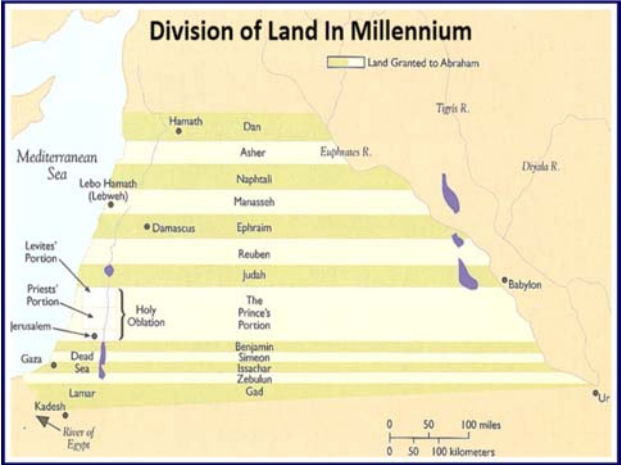 Division of Land In Millennium
Land Granted to Abraham
Tigris R.
Hamath
Dan
Mediterranean
Sea
Asher
Euphrates R.
Diyala R.
Lebo Hamath
(Lebweh)
Naphtali
Manasseh
Damascus
Ephraim
Levites'
Portion
Reuben
Judah
Babylon
Priests'
Portion
Holy
Oblation
The
Prince's
Portion
Jerusalem
Benjamin
Gaza
Dead
Sea
Simeon
Issachar
Zebulun
Lamar
Gad
Ur
Kadesh
River of
Egypt
0 50 100 miles
0 50 100 kilometers